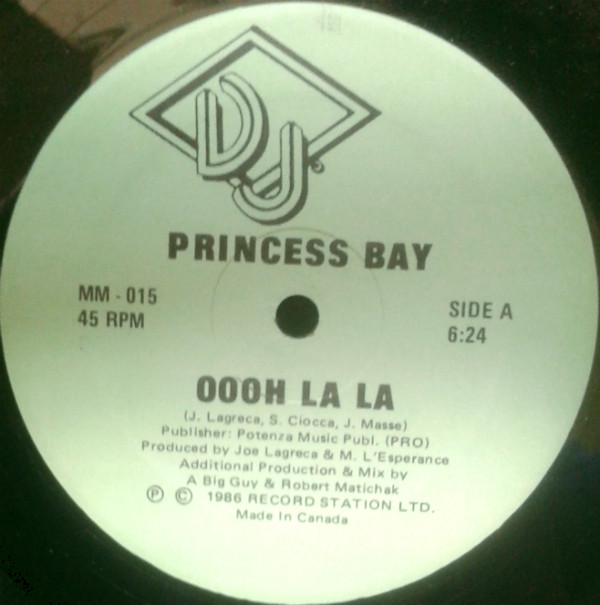 DJ
PRINCESS BAY
MM - 015
45 RPM
SIDE A
6:24
OOOH LA LA
(J. Lagreca, S. Ciocca, J. Masse)
Publisher: Potenza Music Publ. (PRO)
Produced by Joe Lagreca & M. L'Esperance
Additional Production & Mix by
A Big Guy & Robert Matichak
Ⓟ © 1986 RECORD STATION LTD.
Made In Canada